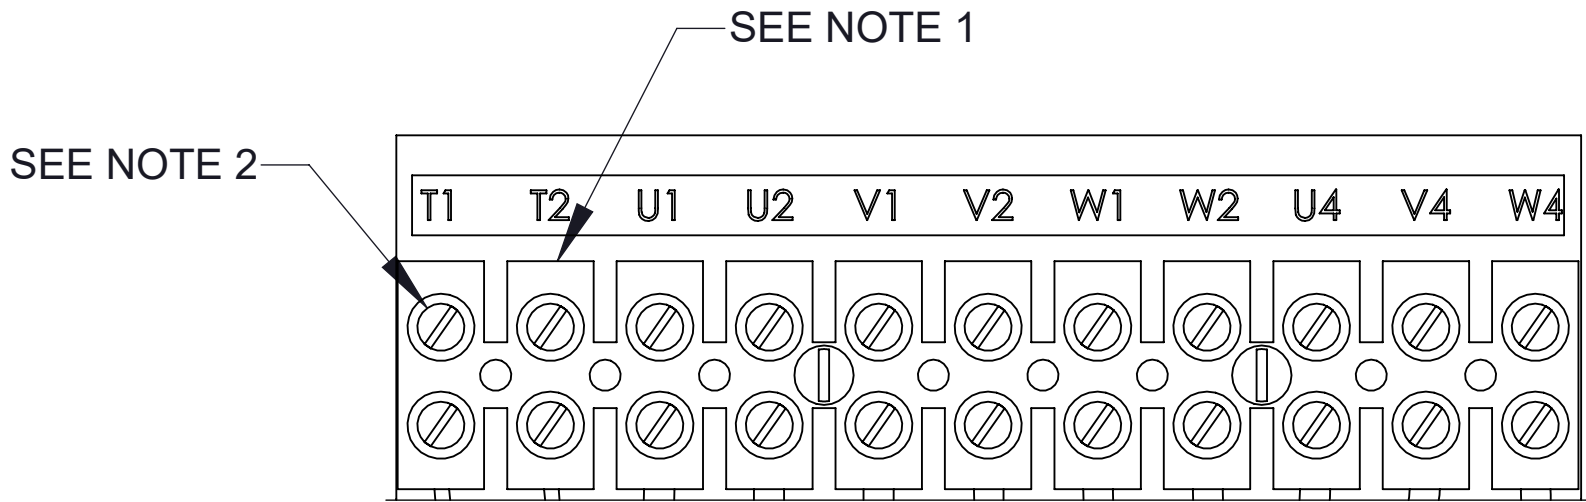 SEE NOTE 1
SEE NOTE 2
T1 T2 U1 U2 V1 V2 W1 W2 U4 V4 W4